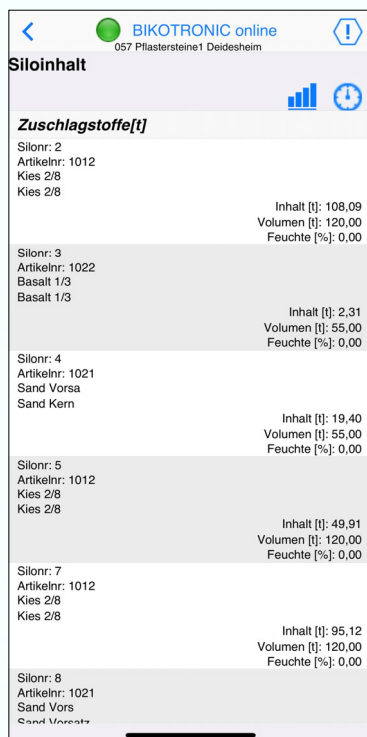 BIKOTRONIC online
057 Pflastersteine1 Deidesheim
Siloinhalt
Zuschlagstoffe[t]
Silonr: 2
Artikelnr: 1012
Kies 2/8
Kies 2/8
Inhalt [t]: 108,09
Volumen [t]: 120,00
Feuchte [%]: 0,00
Silonr: 3
Artikelnr: 1022
Basalt 1/3
Basalt 1/3
Inhalt [t]: 2,31
Volumen [t]: 55,00
Feuchte [%]: 0,00
Silonr: 4
Artikelnr: 1021
Sand Vorsa
Sand Kern
Inhalt [t]: 19,40
Volumen [t]: 55,00
Feuchte [%]: 0,00
Silonr: 5
Artikelnr: 1012
Kies 2/8
Kies 2/8
Inhalt [t]: 49,91
Volumen [t]: 120,00
Feuchte [%]: 0,00
Silonr: 7
Artikelnr: 1012
Kies 2/8
Kies 2/8
Inhalt [t]: 95,12
Volumen [t]: 120,00
Feuchte [%]: 0,00
Silonr: 8
Artikelnr: 1021
Sand Vors
Sand Vorsatz